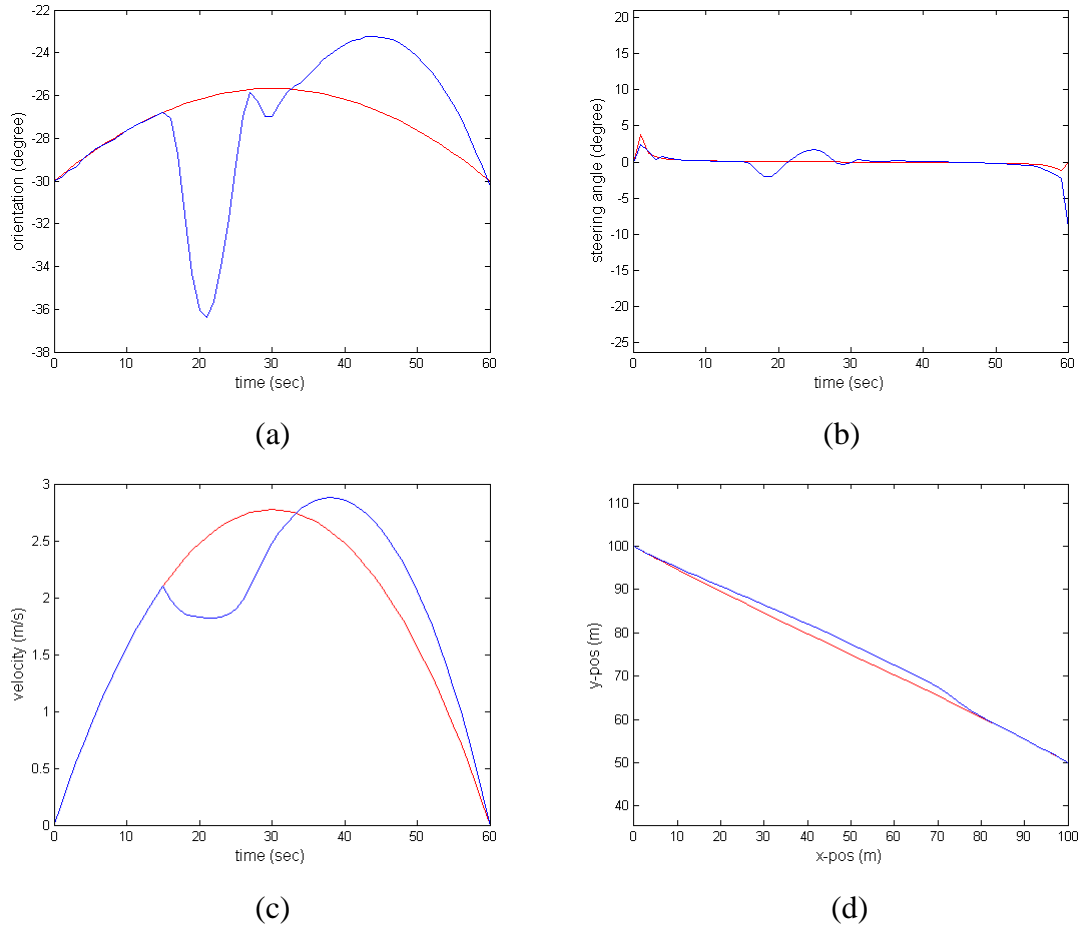 -22
-24
-26
-28
-30
-32
-34
-36
-38
orientation (degree)
0 10 20 30 40 50 60
time (sec)
(a)
20
15
10
5
0
-5
-10
-15
-20
-25
steering angle (degree)
0 10 20 30 40 50 60
time (sec)
(b)
3
2.5
2
1.5
1
0.5
0
velocity (m/s)
0 10 20 30 40 50 60
time (sec)
(c)
110
100
90
80
70
60
50
40
y-pos (m)
0 10 20 30 40 50 60 70 80 90 100
x-pos (m)
(d)